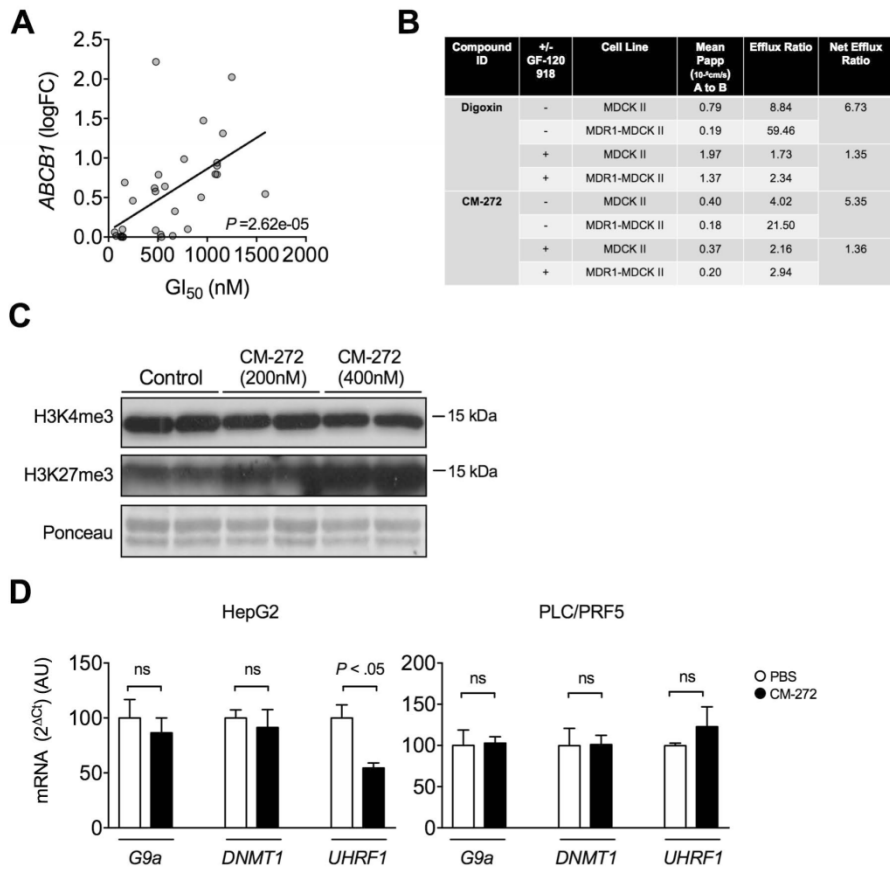 A
2.5
2.0
1.5
1.0
0.5
0.0
0
500
1000
1500
2000
ABCB1 (logFC)
P =2.62e-05
GI50 (nM)
B
Compound ID | +/- GF-120 918 | Cell Line | Mean Papp (10-⁶cm/s) A to B | Efflux Ratio | Net Efflux Ratio
Digoxin | - | MDCK II | 0.79 | 8.84 | 6.73
- | MDR1-MDCK II | 0.19 | 59.46
+ | MDCK II | 1.97 | 1.73 | 1.35
+ | MDR1-MDCK II | 1.37 | 2.34
CM-272 | - | MDCK II | 0.40 | 4.02 | 5.35
- | MDR1-MDCK II | 0.18 | 21.50
+ | MDCK II | 0.37 | 2.16 | 1.36
+ | MDR1-MDCK II | 0.20 | 2.94
C
Control
CM-272
(200nM)
CM-272
(400nM)
H3K4me3
15 kDa
H3K27me3
15 kDa
Ponceau
D
HepG2
mRNA (2ΔCt) (AU)
150
100
50
0
ns
ns
P < .05
G9a
DNMT1
UHRF1
PLC/PRF5
200
150
100
50
0
ns
ns
ns
G9a
DNMT1
UHRF1
PBS
CM-272